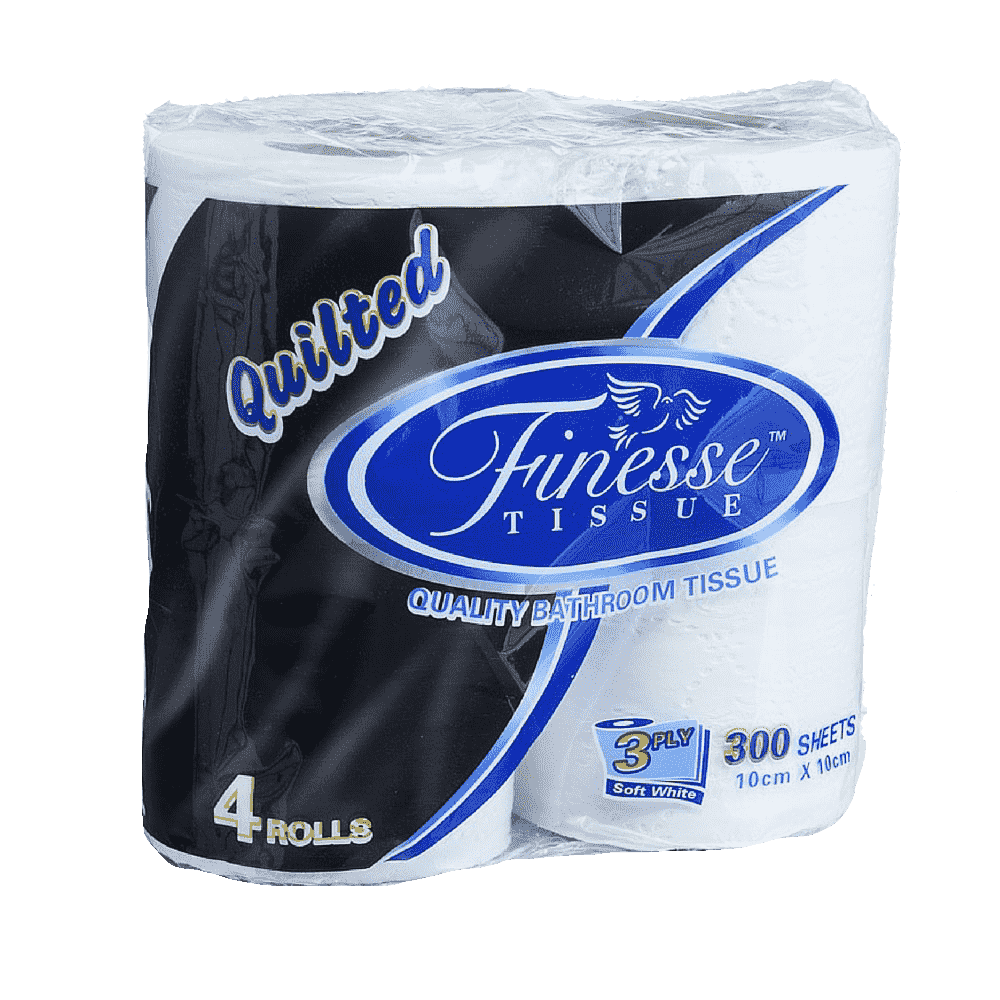 Quilted
Finesse™
TISSUE
QUALITY BATHROOM TISSUE
3 PLY
Soft White
300 SHEETS
10cm X 10cm
4 ROLLS